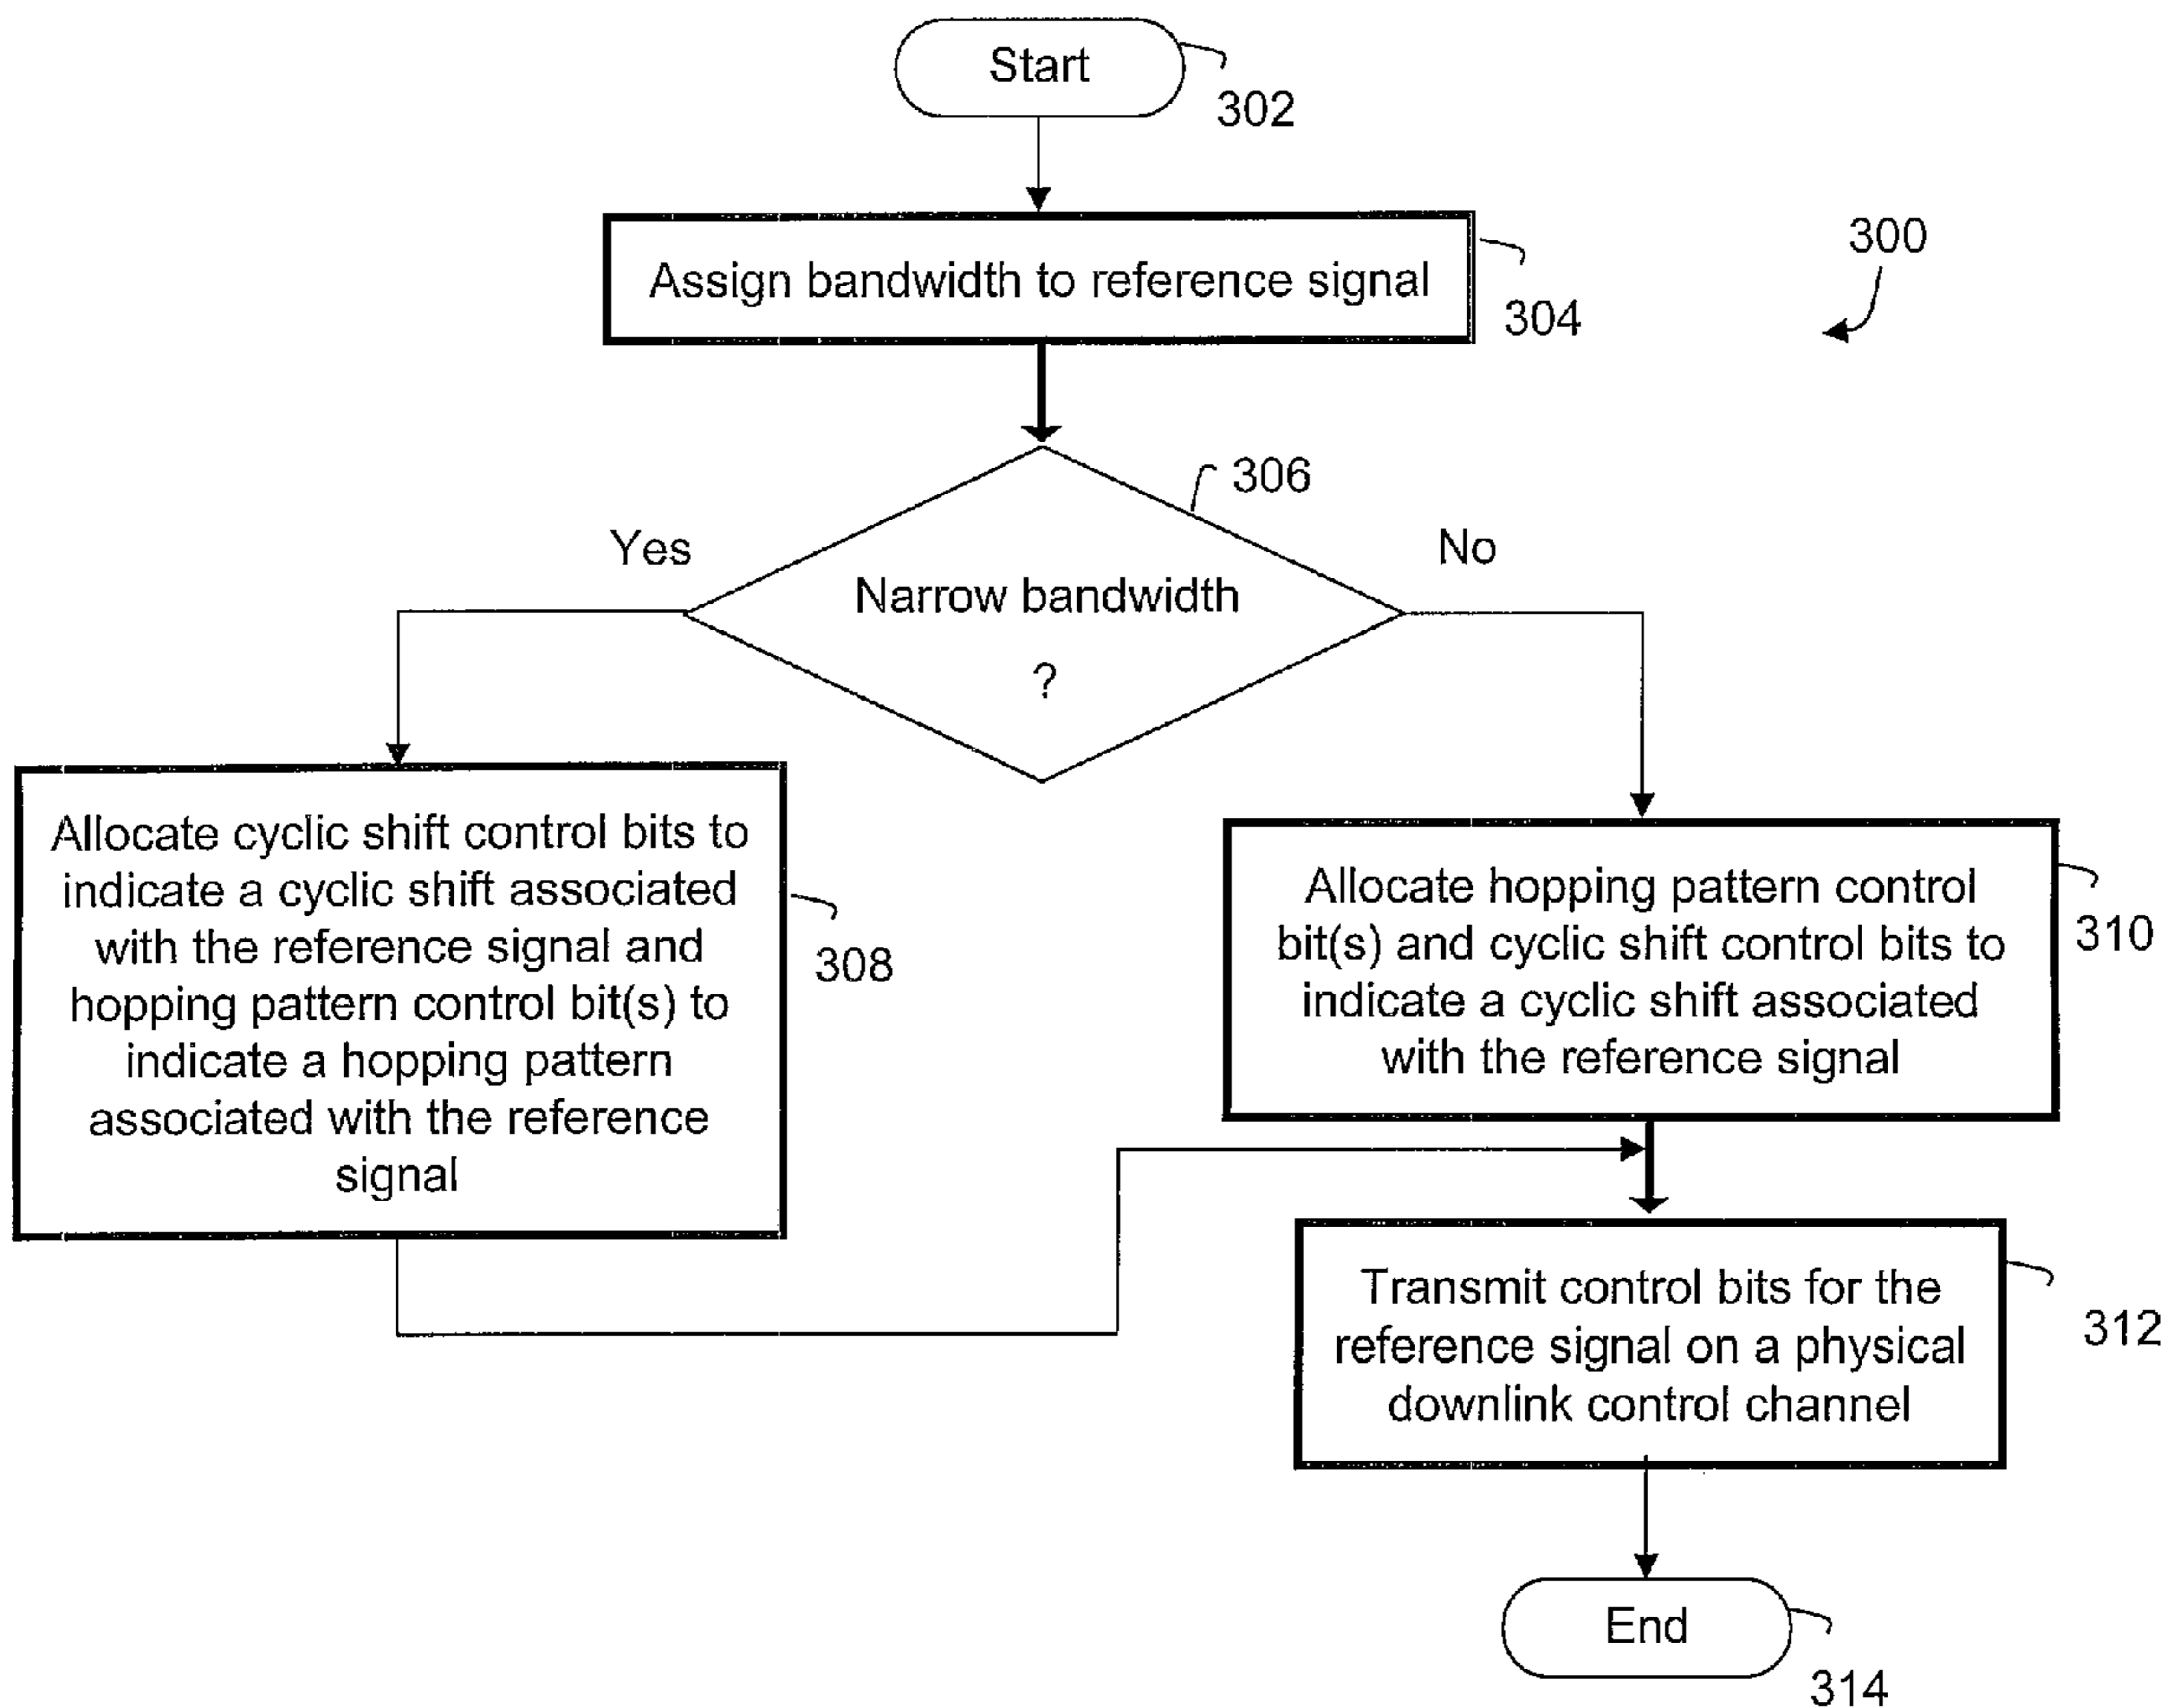 Start
302
Assign bandwidth to reference signal
304
300
306
Yes
No
Narrow bandwidth
?
Allocate cyclic shift control bits to
indicate a cyclic shift associated
with the reference signal and
hopping pattern control bit(s) to
indicate a hopping pattern
associated with the reference
signal
308
Allocate hopping pattern control
bit(s) and cyclic shift control bits to
indicate a cyclic shift associated
with the reference signal
310
Transmit control bits for the
reference signal on a physical
downlink control channel
312
End
314